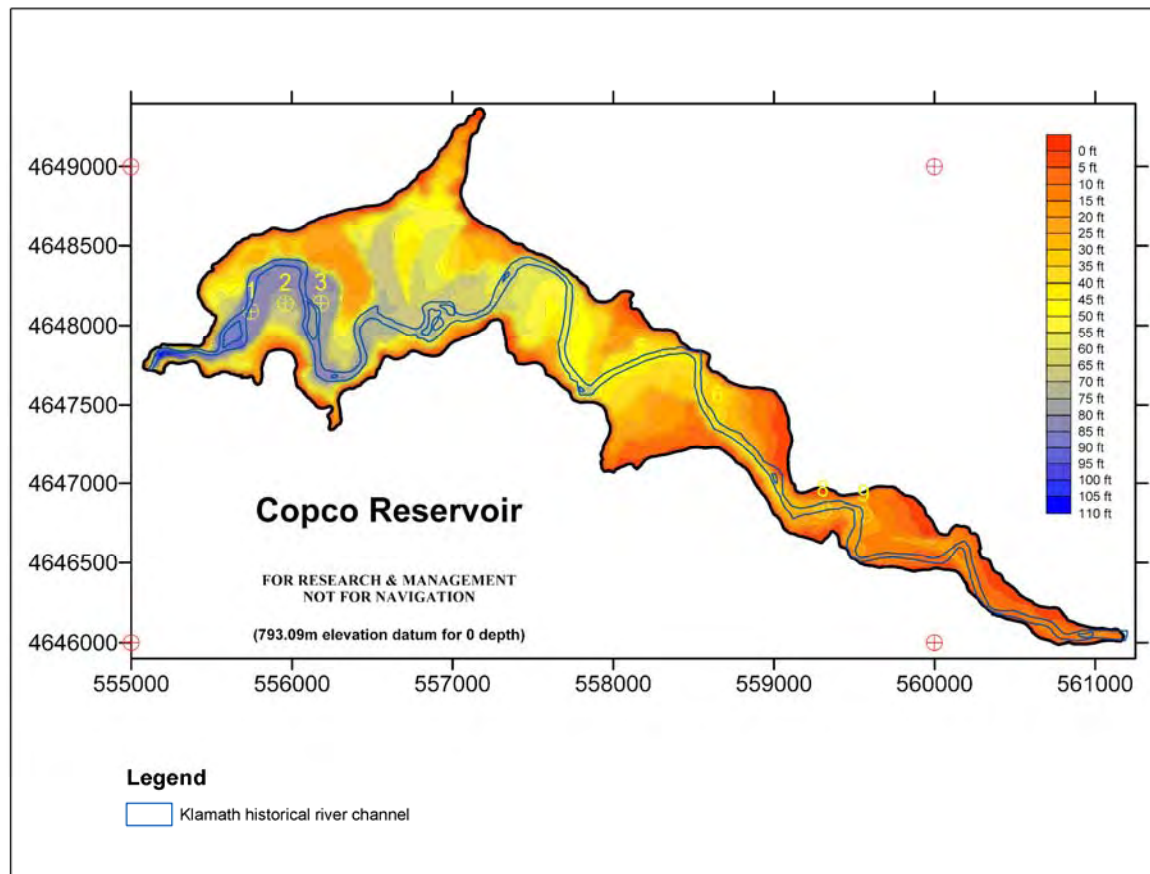 4649000
4648500
4648000
4647500
4647000
4646500
4646000
555000
556000
557000
558000
559000
560000
561000
0 ft
5 ft
10 ft
15 ft
20 ft
25 ft
30 ft
35 ft
40 ft
45 ft
50 ft
55 ft
60 ft
65 ft
70 ft
75 ft
80 ft
85 ft
90 ft
95 ft
100 ft
105 ft
110 ft
1
2
3
6
8
9
Copco Reservoir
FOR RESEARCH & MANAGEMENT
NOT FOR NAVIGATION
(793.09m elevation datum for 0 depth)
Legend
Klamath historical river channel